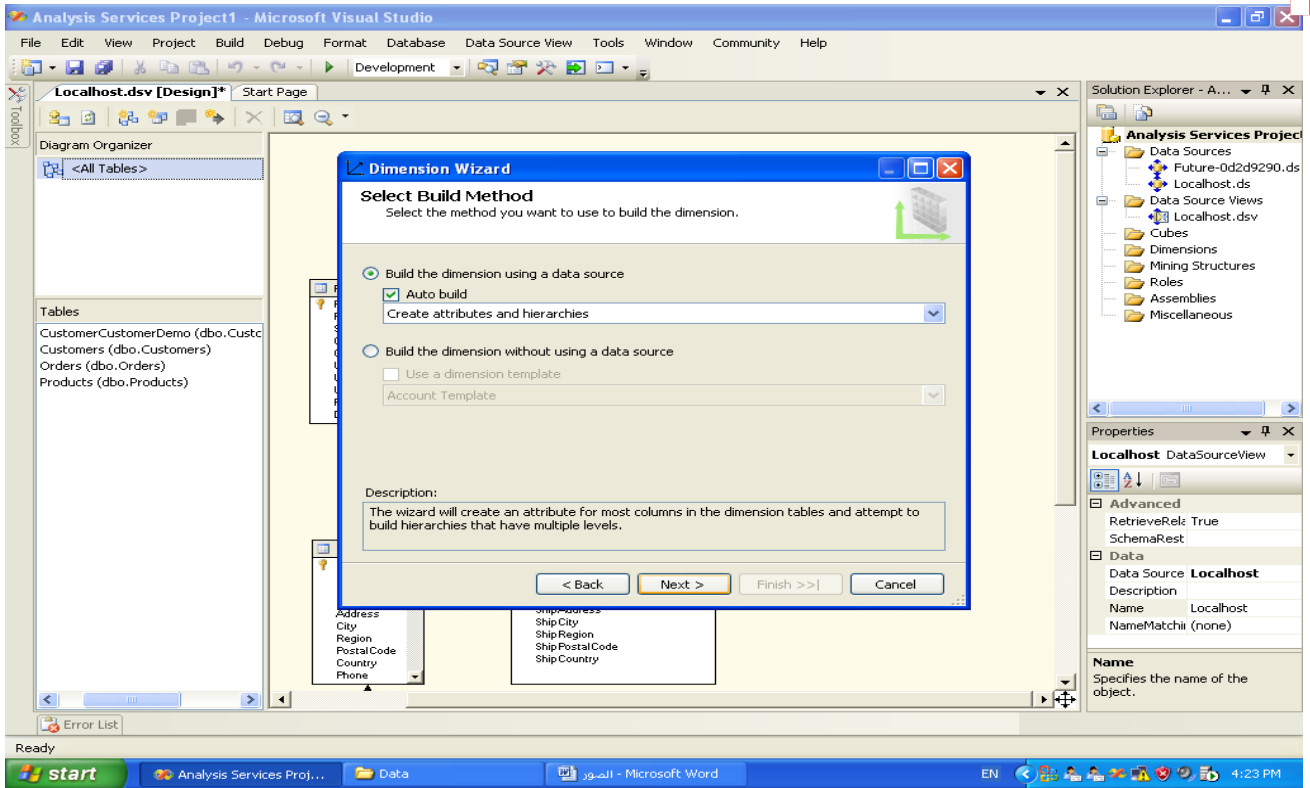 Analysis Services Project1 - Microsoft Visual Studio
File Edit View Project Build Debug Format Database Data Source View Tools Window Community Help
Development
Toolbox
Localhost.dsv [Design]* Start Page
Diagram Organizer
<All Tables>
Tables
CustomerCustomerDemo (dbo.Custc
Customers (dbo.Customers)
Orders (dbo.Orders)
Products (dbo.Products)
Dimension Wizard
Select Build Method
Select the method you want to use to build the dimension.
Build the dimension using a data source
Auto build
Create attributes and hierarchies
Build the dimension without using a data source
Use a dimension template
Account Template
Description:
The wizard will create an attribute for most columns in the dimension tables and attempt to
build hierarchies that have multiple levels.
< Back Next > Finish >>| Cancel
Address
City
Region
PostalCode
Country
Phone
ShipAddress
ShipCity
ShipRegion
ShipPostalCode
ShipCountry
Solution Explorer - A...
Analysis Services Projec
Data Sources
Future-0d2d9290.ds
Localhost.ds
Data Source Views
Localhost.dsv
Cubes
Dimensions
Mining Structures
Roles
Assemblies
Miscellaneous
Properties
Localhost DataSourceView
Advanced
RetrieveRela True
SchemaRest
Data
Data Source Localhost
Description
Name Localhost
NameMatchi (none)
Name
Specifies the name of the
object.
Error List
Ready
start Analysis Services Proj... Data الصور - Microsoft Word EN 4:23 PM